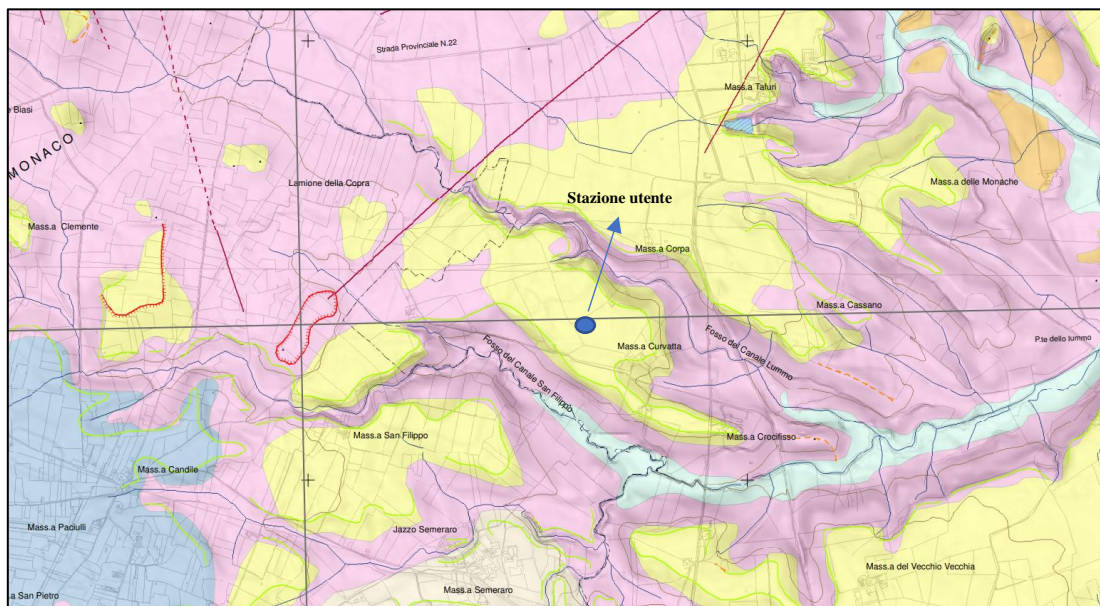 Strada Provinciale N.22
Mass.a Tafuri
e Biasi
MONACO
Lamione della Copra
Mass.a delle Monache
Stazione utente
Mass.a Clemente
Mass.a Corpa
Mass.a Cassano
Fosso del Canale Lummo
P.te dello Iummo
Mass.a Curvatta
Fosso del Canale San Filippo
Mass.a San Filippo
Mass.a Crocifisso
Mass.a Candile
Mass.a Paciulli
Jazzo Semeraro
Mass.a del Vecchio Vecchia
Mass.a Semeraro
a San Pietro